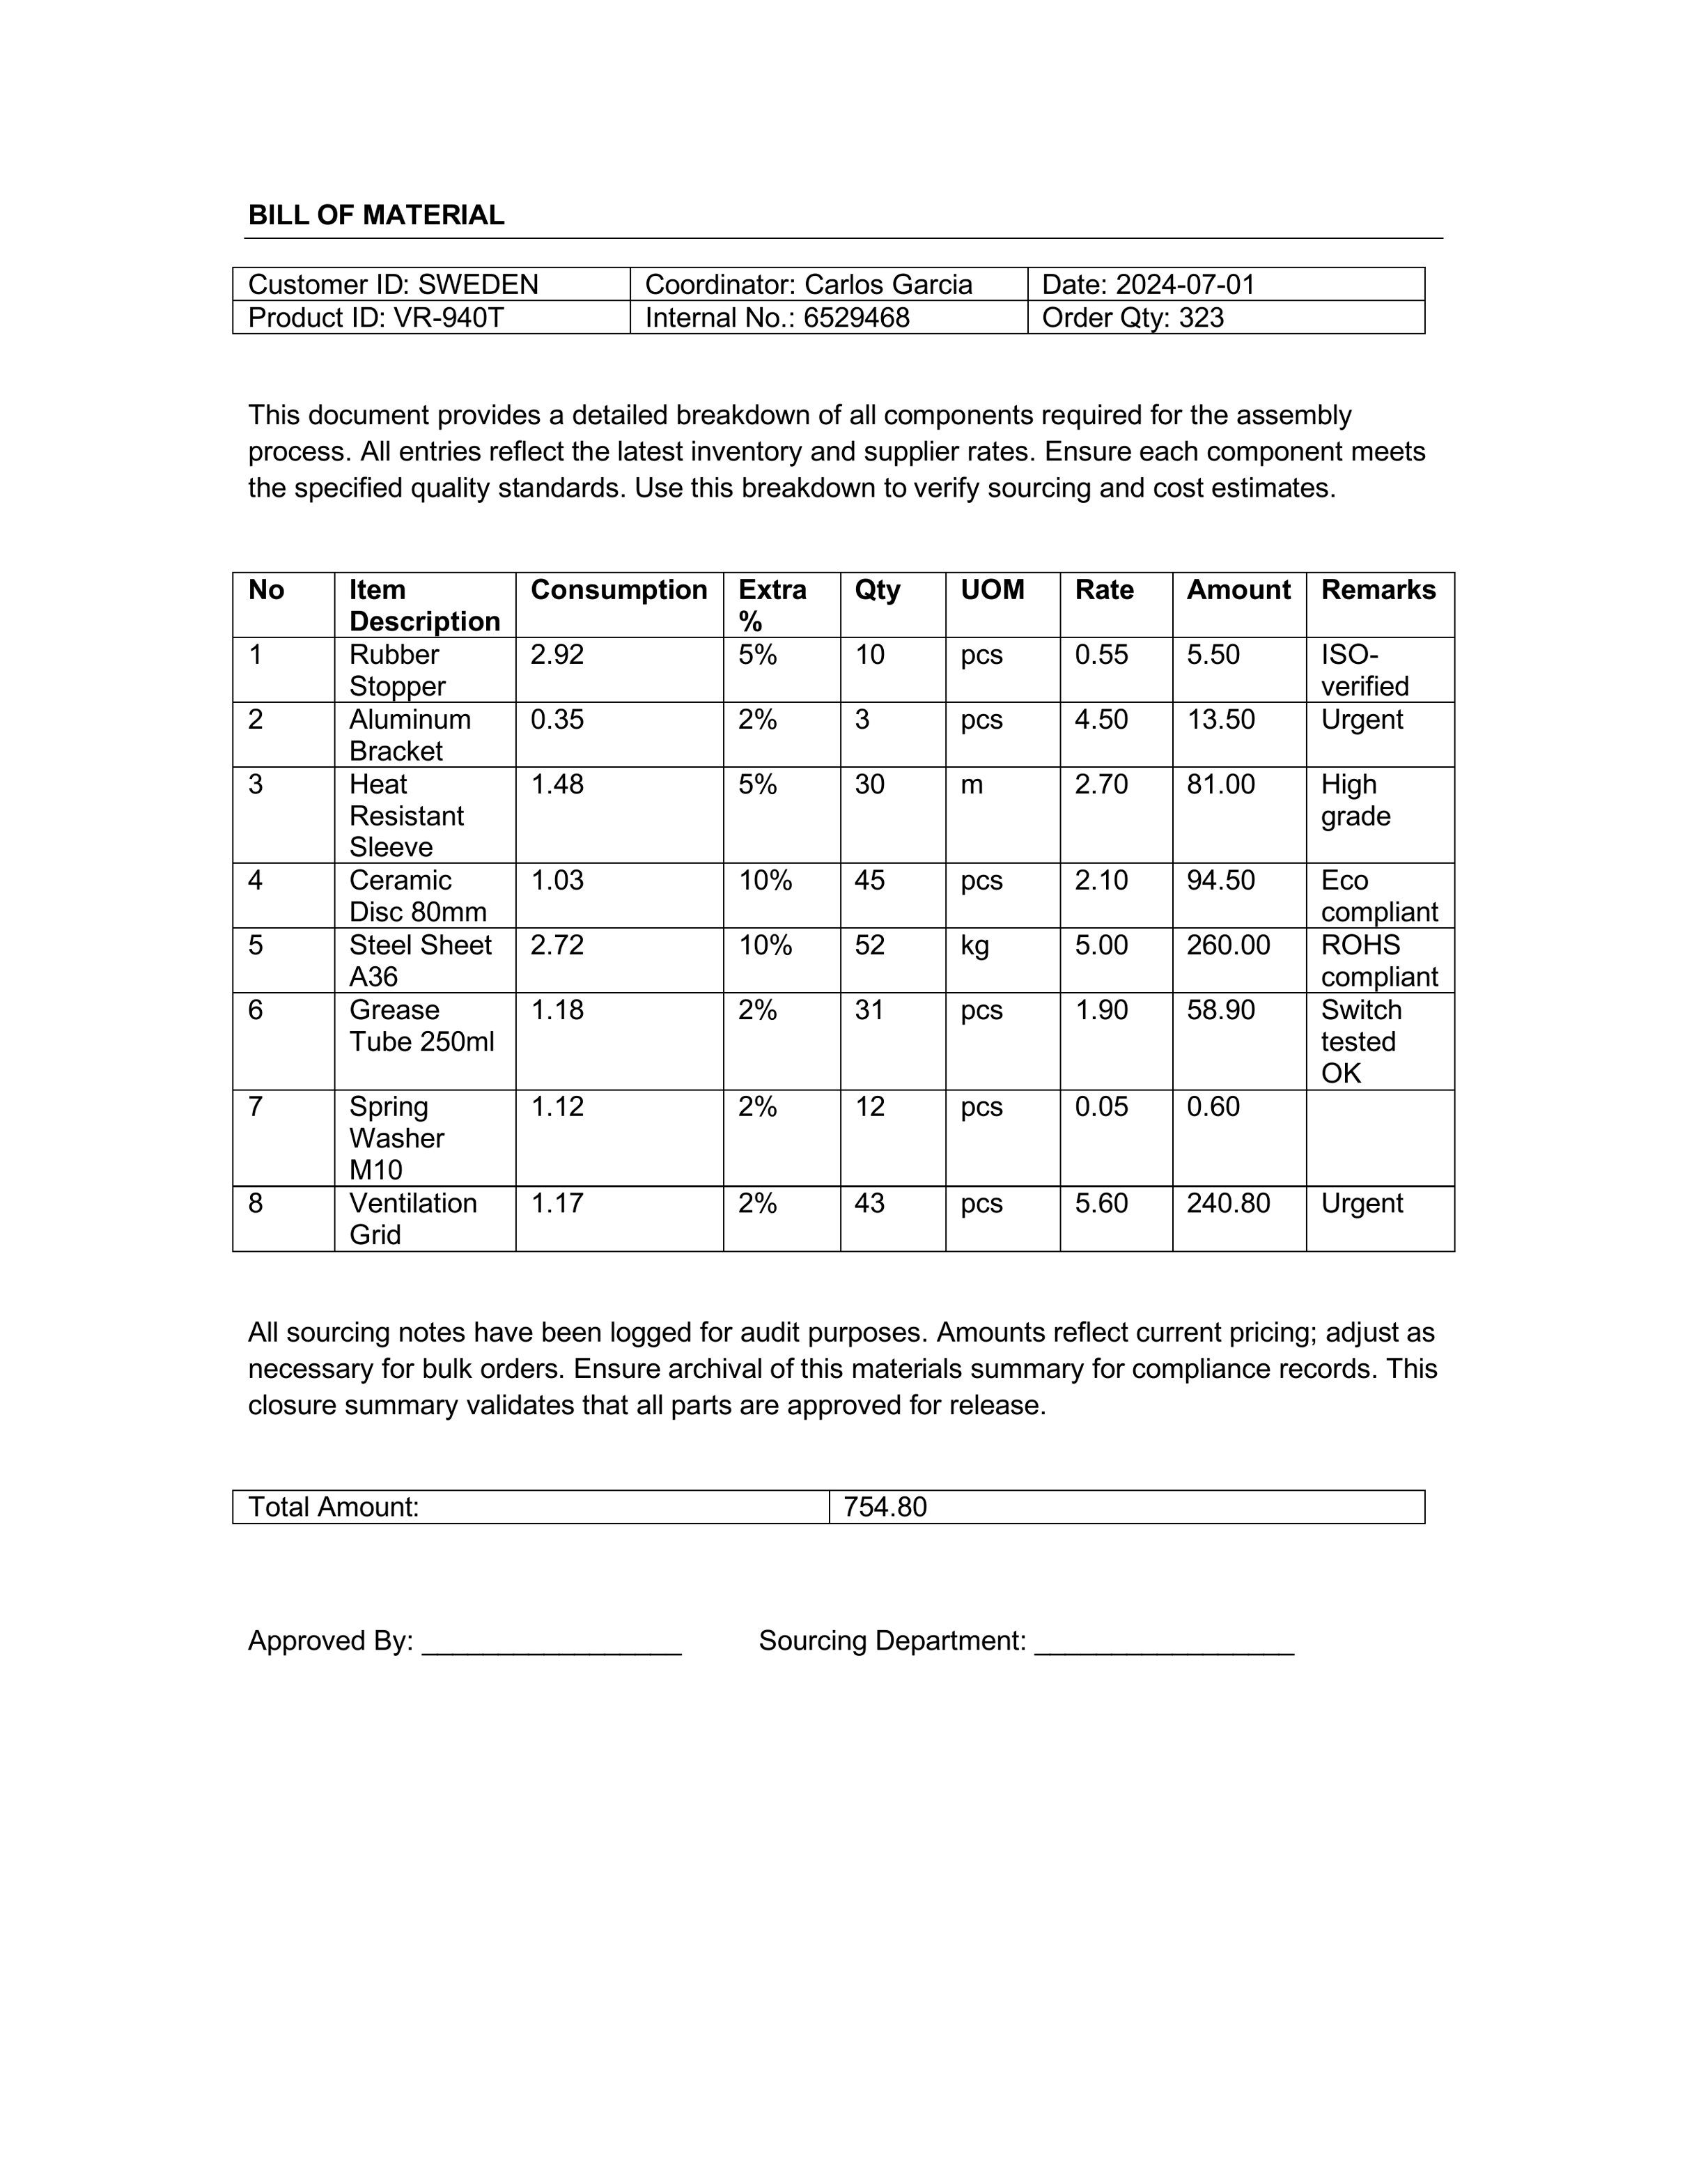 BILL OF MATERIAL
Customer ID: SWEDEN Coordinator: Carlos Garcia Date: 2024-07-01
Product ID: VR-940T Internal No.: 6529468 Order Qty: 323
This document provides a detailed breakdown of all components required for the assembly
process. All entries reflect the latest inventory and supplier rates. Ensure each component meets
the specified quality standards. Use this breakdown to verify sourcing and cost estimates.
No Item Consumption Extra Qty UOM Rate Amount Remarks
Description %
1 Rubber 2.92 5% 10 pcs 0.55 5.50 ISO-
Stopper verified
2 Aluminum 0.35 2% 3 pcs 4.50 13.50 Urgent
Bracket
3 Heat 1.48 5% 30 m 2.70 81.00 High
Resistant grade
Sleeve
4 Ceramic 1.03 10% 45 pcs 2.10 94.50 Eco
Disc 80mm compliant
5 Steel Sheet 2.72 10% 52 kg 5.00 260.00 ROHS
A36 compliant
6 Grease 1.18 2% 31 pcs 1.90 58.90 Switch
Tube 250ml tested
OK
7 Spring 1.12 2% 12 pcs 0.05 0.60
Washer
M10
8 Ventilation 1.17 2% 43 pcs 5.60 240.80 Urgent
Grid
All sourcing notes have been logged for audit purposes. Amounts reflect current pricing; adjust as
necessary for bulk orders. Ensure archival of this materials summary for compliance records. This
closure summary validates that all parts are approved for release.
Total Amount: 754.80
Approved By: _________________ Sourcing Department: _________________